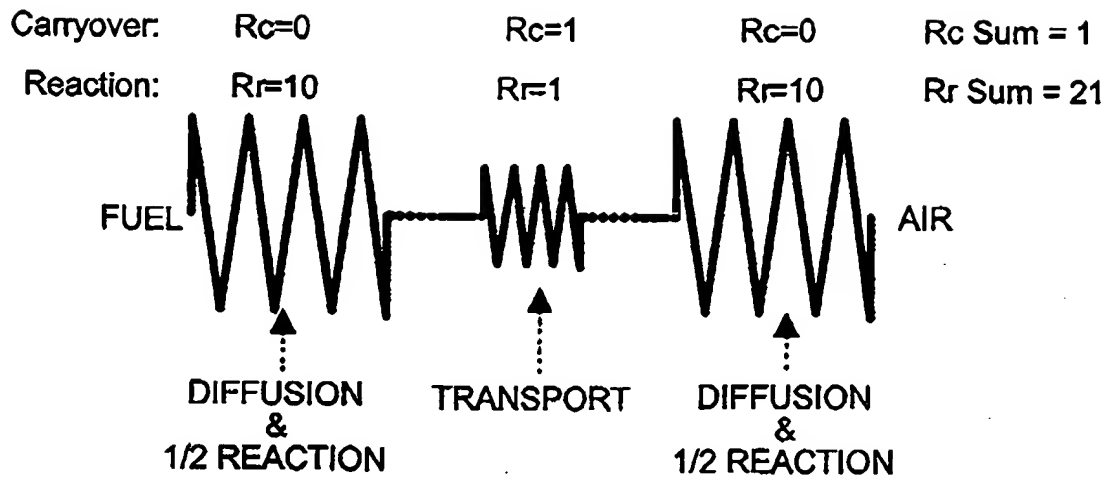 Carryover: Rc=0 Rc=1 Rc=0 Rc Sum = 1
Reaction: Rr=10 Rr=1 Rr=10 Rr Sum = 21
FUEL AIR
DIFFUSION TRANSPORT DIFFUSION
& &
1/2 REACTION 1/2 REACTION